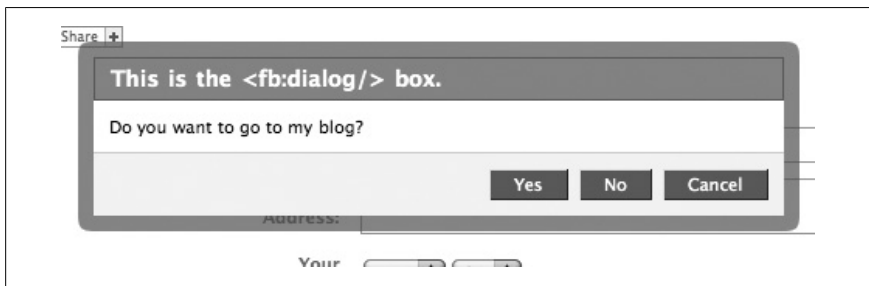 Share +
This is the <fb:dialog/> box.
Do you want to go to my blog?
Yes No Cancel
Address:
Your